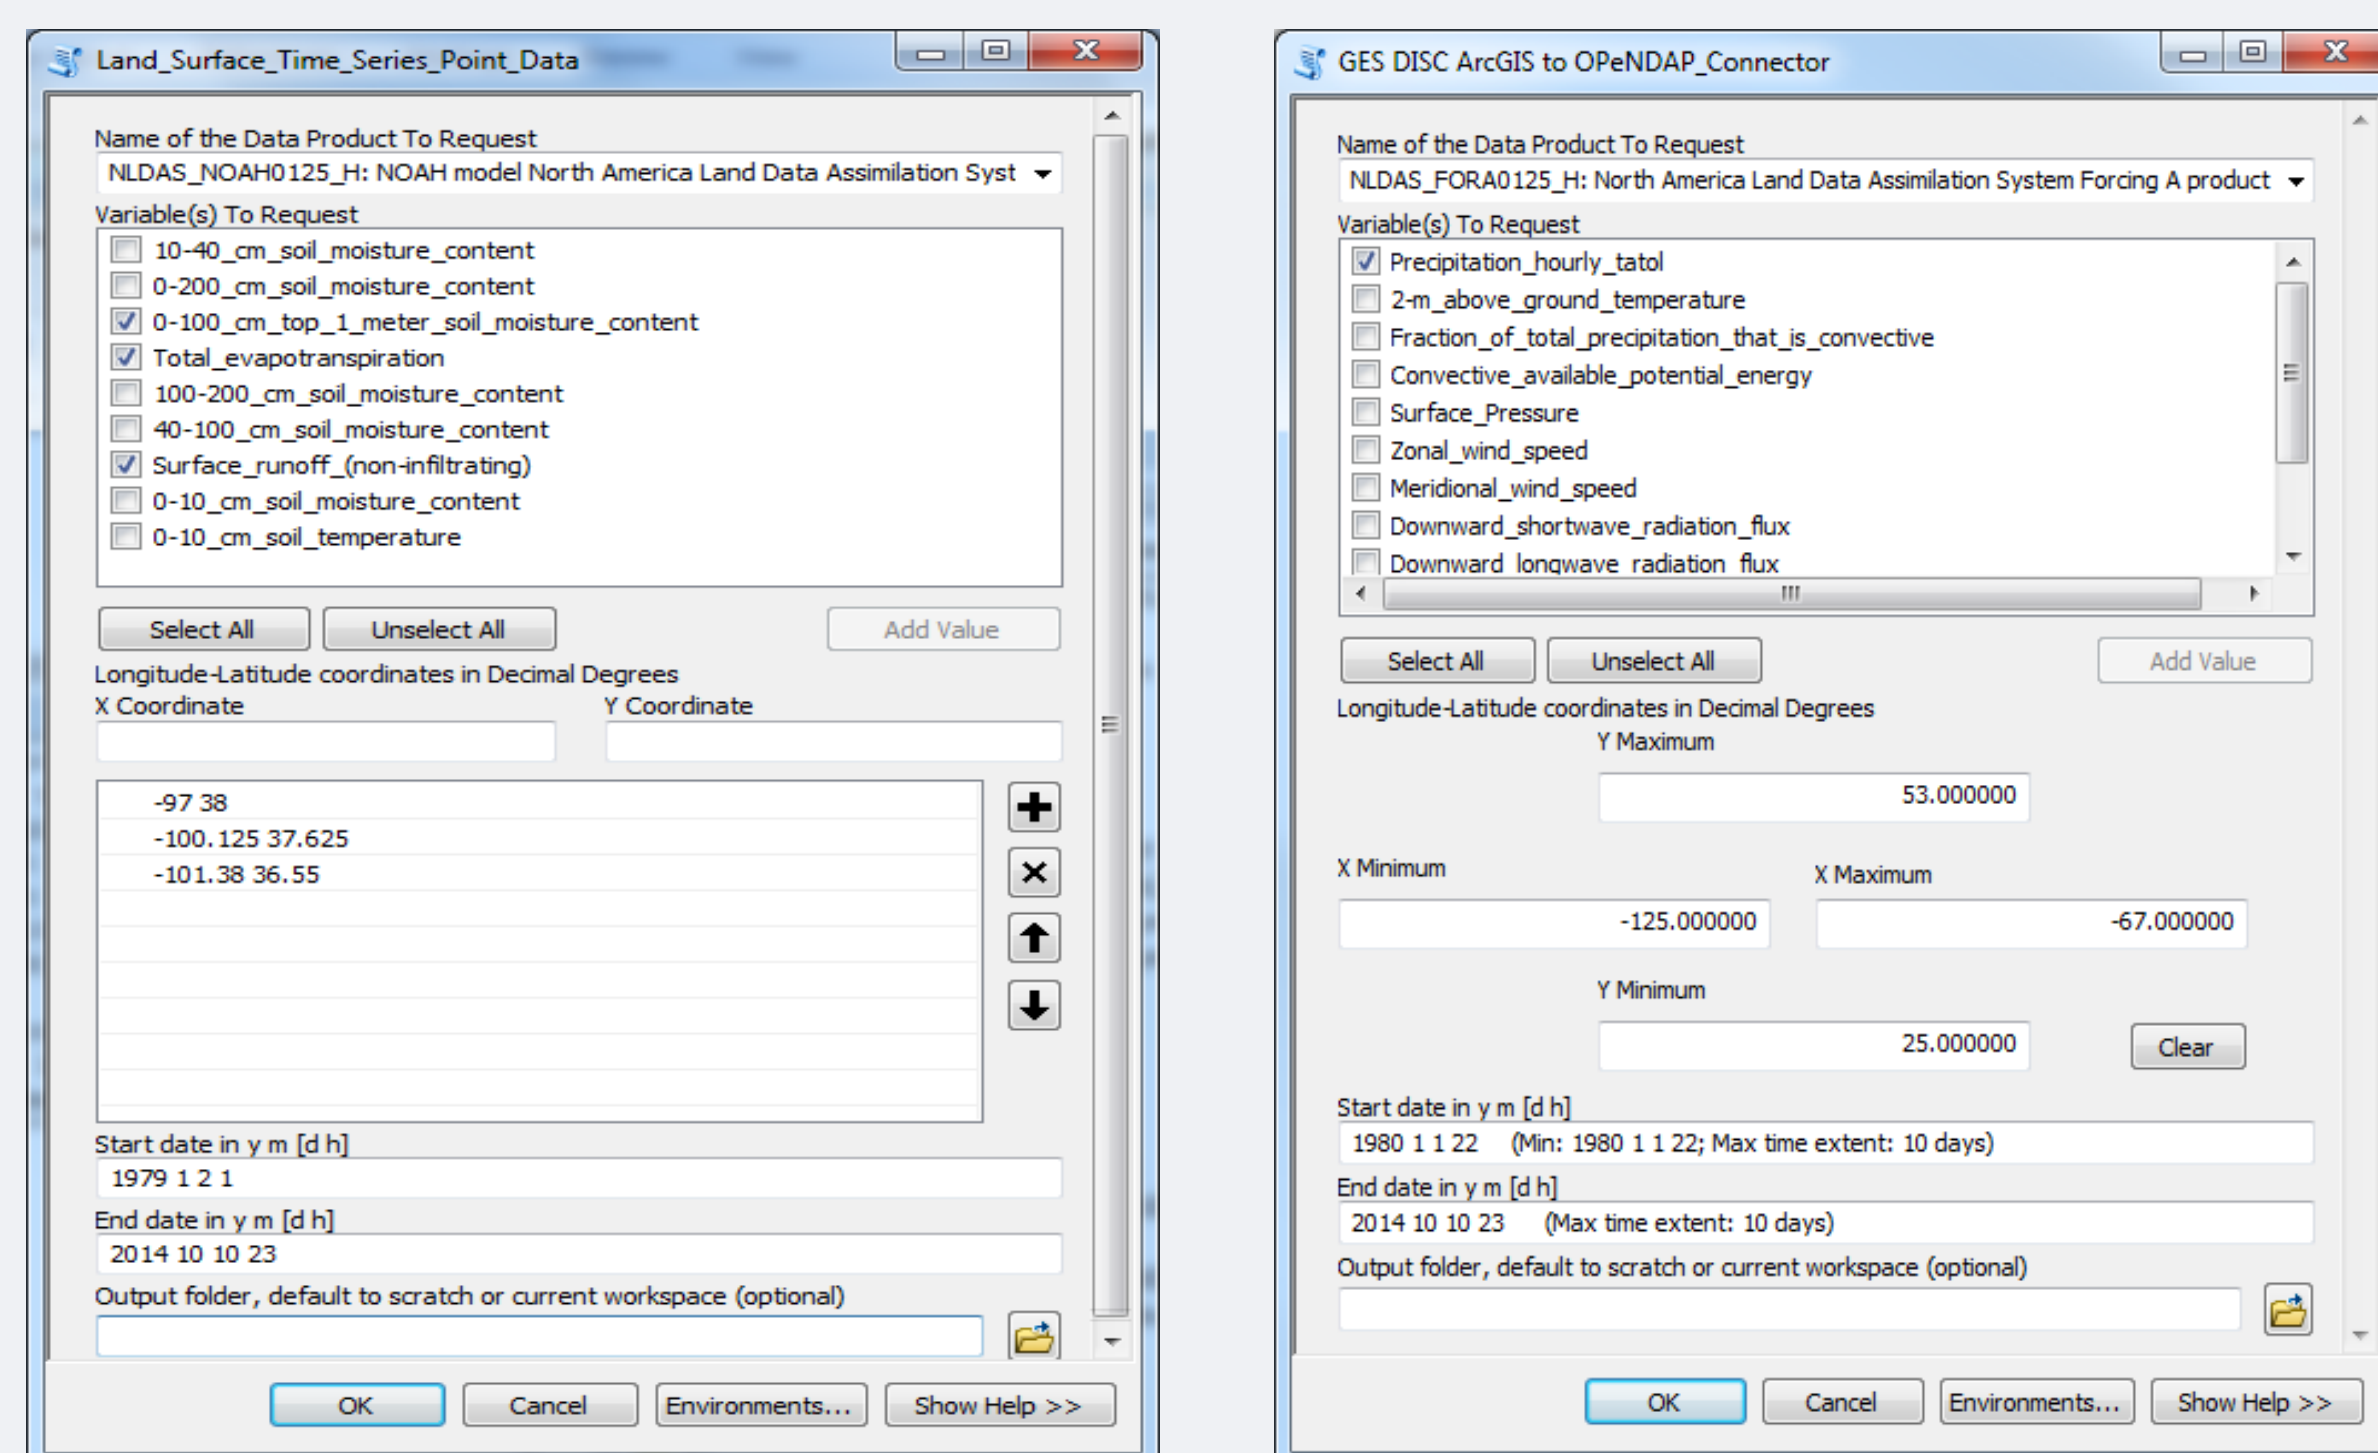 Land_Surface_Time_Series_Point_Data
Name of the Data Product To Request
NLDAS_NOAH0125_H: NOAH model North America Land Data Assimilation Syst
Variable(s) To Request
10-40_cm_soil_moisture_content
0-200_cm_soil_moisture_content
0-100_cm_top_1_meter_soil_moisture_content
Total_evapotranspiration
100-200_cm_soil_moisture_content
40-100_cm_soil_moisture_content
Surface_runoff_(non-infiltrating)
0-10_cm_soil_moisture_content
0-10_cm_soil_temperature
Select All Unselect All Add Value
Longitude-Latitude coordinates in Decimal Degrees
X Coordinate Y Coordinate
-97 38
-100.125 37.625
-101.38 36.55
Start date in y m [d h]
1979 1 2 1
End date in y m [d h]
2014 10 10 23
Output folder, default to scratch or current workspace (optional)
OK Cancel Environments... Show Help >>
GES DISC ArcGIS to OPeNDAP_Connector
Name of the Data Product To Request
NLDAS_FORA0125_H: North America Land Data Assimilation System Forcing A product
Variable(s) To Request
Precipitation_hourly_tatol
2-m_above_ground_temperature
Fraction_of_total_precipitation_that_is_convective
Convective_available_potential_energy
Surface_Pressure
Zonal_wind_speed
Meridional_wind_speed
Downward_shortwave_radiation_flux
Downward_longwave_radiation_flux
Select All Unselect All Add Value
Longitude-Latitude coordinates in Decimal Degrees
Y Maximum
53.000000
X Minimum X Maximum
-125.000000 -67.000000
Y Minimum
25.000000 Clear
Start date in y m [d h]
1980 1 1 22 (Min: 1980 1 1 22; Max time extent: 10 days)
End date in y m [d h]
2014 10 10 23 (Max time extent: 10 days)
Output folder, default to scratch or current workspace (optional)
OK Cancel Environments... Show Help >>